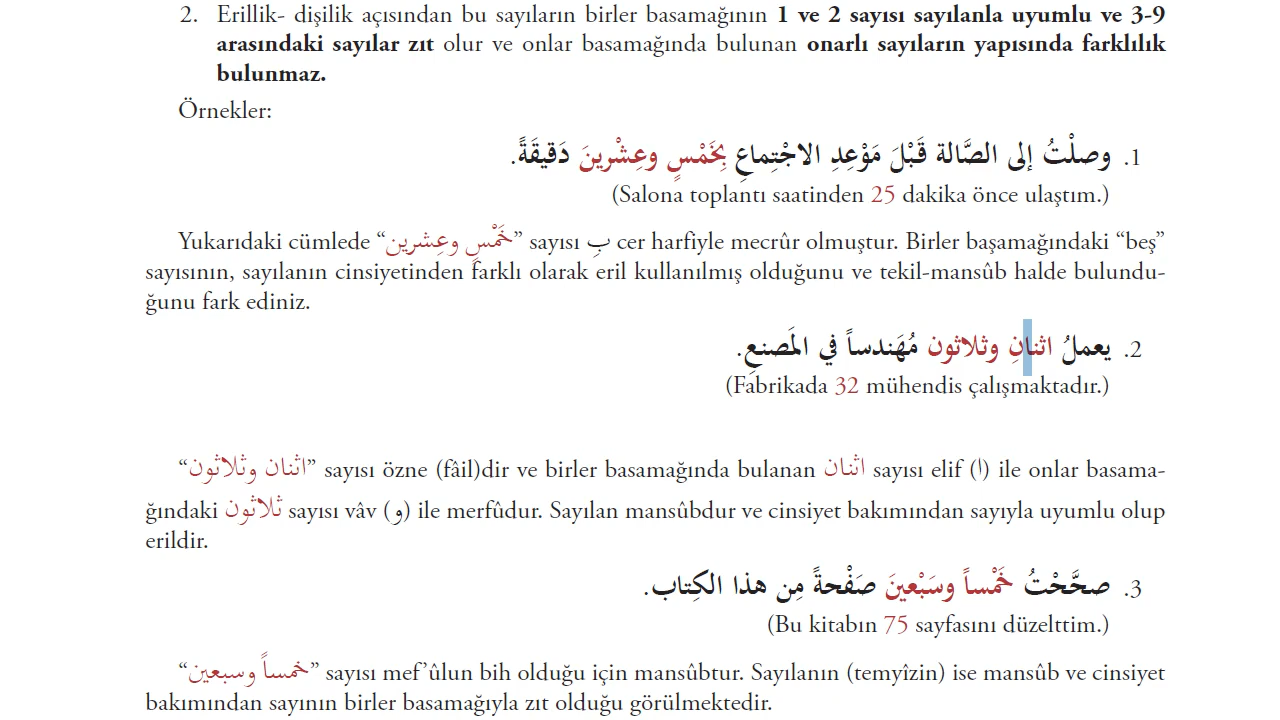 2. Erillik- dişilik açısından bu sayıların birler basamağının 1 ve 2 sayısı sayılanla uyumlu ve 3-9
arasındaki sayılar zıt olur ve onlar basamağında bulunan onarlı sayıların yapısında farklılık
bulunmaz.
Örnekler:
1. وصلْتُ إلى الصَّالة قَبْلَ مَوْعِدِ الاجْتِماعِ بِخَمْسٍ وعِشْرينَ دَقيقَةً.
(Salona toplantı saatinden 25 dakika önce ulaştım.)
Yukarıdaki cümlede “خَمْسٍ وعِشرين” sayısı بِ cer harfiyle mecrûr olmuştur. Birler başamağındaki “beş”
sayısının, sayılanın cinsiyetinden farklı olarak eril kullanılmış olduğunu ve tekil-mansûb halde bulundu-
ğunu fark ediniz.
2. يعملُ اثنانِ وثلاثون مُهَندساً في المَصنعِ.
(Fabrikada 32 mühendis çalışmaktadır.)
“اثنان وثلاثون” sayısı özne (fâil)dir ve birler basamağında bulanan اثنان sayısı elif (ا) ile onlar basama-
ğındaki ثلاثون sayısı vâv (و) ile merfûdur. Sayılan mansûbdur ve cinsiyet bakımından sayıyla uyumlu olup
erildir.
3. صحَّحْتُ خَمْساً وسَبْعينَ صَفْحةً مِن هذا الكِتاب.
(Bu kitabın 75 sayfasını düzelttim.)
“خمساً وسبعين” sayısı mef’ûlun bih olduğu için mansûbtur. Sayılanın (temyîzin) ise mansûb ve cinsiyet
bakımından sayının birler basamağıyla zıt olduğu görülmektedir.